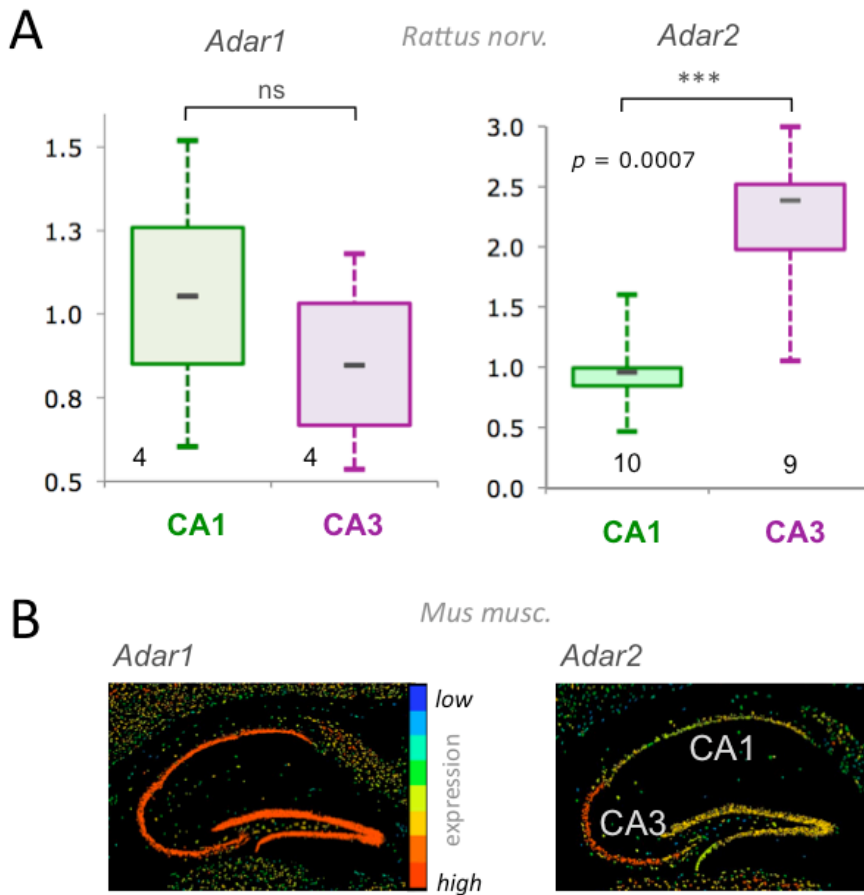 A
Adar1
Rattus norv.
Adar2
ns
***
1.5
1.3
1.0
0.8
0.5
4
4
CA1
CA3
3.0
2.5
2.0
1.5
1.0
0.5
0.0
p = 0.0007
10
9
CA1
CA3
B
Mus musc.
Adar1
Adar2
low
expression
high
CA1
CA3